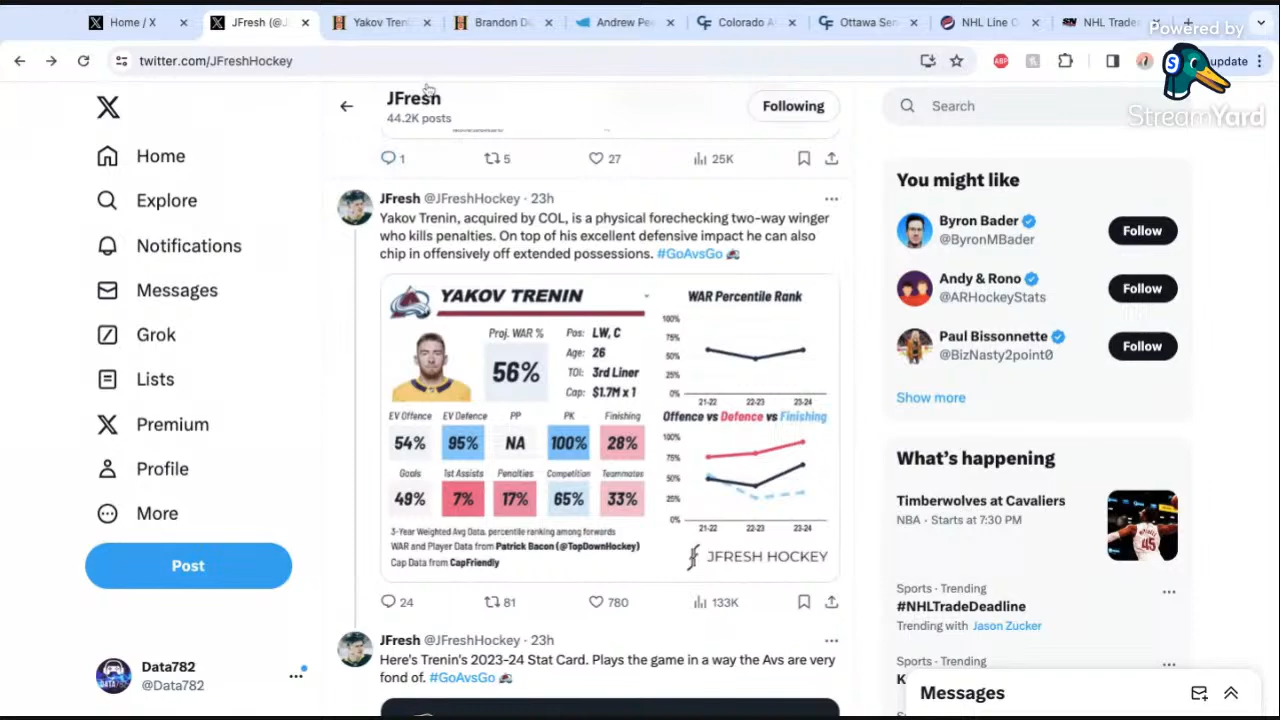 Home / X
JFresh (@J
Yakov Tren
Brandon D
Andrew Pe
Colorado A
Ottawa Sen
NHL Line C
NHL Trade
Powered by
StreamYard
twitter.com/JFreshHockey
update
JFresh
44.2K posts
Following
Search
Home
Explore
Notifications
Messages
Grok
Lists
Premium
Profile
More
Post
Data782
@Data782
1
5
27
25K
JFresh @JFreshHockey · 23h
Yakov Trenin, acquired by COL, is a physical forechecking two-way winger
who kills penalties. On top of his excellent defensive impact he can also
chip in offensively off extended possessions. #GoAvsGo
YAKOV TRENIN
Proj. WAR %
56%
Pos: LW, C
Age: 26
TOI: 3rd Liner
Cap: $1.7M x 1
EV Offence EV Defence PP PK Finishing
54% 95% NA 100% 28%
Goals 1st Assists Penalties Competition Teammates
49% 7% 17% 65% 33%
3-Year Weighted Avg Data, percentile ranking among forwards
WAR and Player Data from Patrick Bacon (@TopDownHockey)
Cap Data from CapFriendly
WAR Percentile Rank
100%
75%
50%
25%
0%
21-22 22-23 23-24
Offence vs Defence vs Finishing
100%
75%
50%
25%
0%
21-22 22-23 23-24
JFRESH HOCKEY
24
81
780
133K
JFresh @JFreshHockey · 23h
Here's Trenin's 2023-24 Stat Card. Plays the game in a way the Avs are very
fond of. #GoAvsGo
You might like
Byron Bader
@ByronMBader
Follow
Andy & Rono
@ARHockeyStats
Follow
Paul Bissonnette
@BizNasty2point0
Follow
Show more
What's happening
Timberwolves at Cavaliers
NBA · Starts at 7:30 PM
Sports · Trending
#NHLTradeDeadline
Trending with Jason Zucker
Sports · Trending
K
Messages